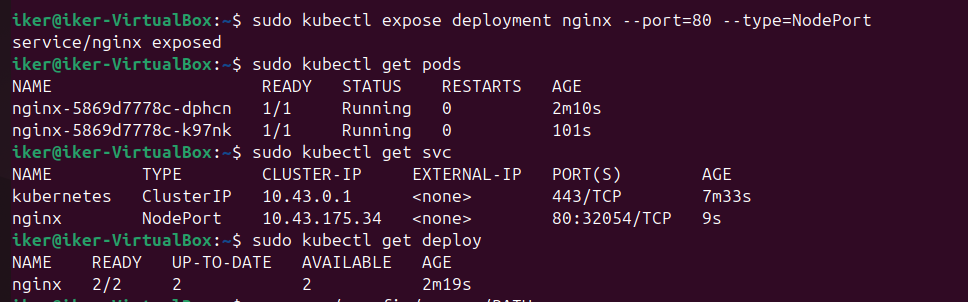 iker@iker-VirtualBox:~$ sudo kubectl expose deployment nginx --port=80 --type=NodePort
service/nginx exposed
iker@iker-VirtualBox:~$ sudo kubectl get pods
NAME                     READY   STATUS    RESTARTS   AGE
nginx-5869d7778c-dphcn   1/1     Running   0          2m10s
nginx-5869d7778c-k97nk   1/1     Running   0          101s
iker@iker-VirtualBox:~$ sudo kubectl get svc
NAME         TYPE        CLUSTER-IP     EXTERNAL-IP   PORT(S)        AGE
kubernetes   ClusterIP   10.43.0.1      <none>        443/TCP        7m33s
nginx        NodePort    10.43.175.34   <none>        80:32054/TCP   9s
iker@iker-VirtualBox:~$ sudo kubectl get deploy
NAME    READY   UP-TO-DATE   AVAILABLE   AGE
nginx   2/2     2            2           2m19s